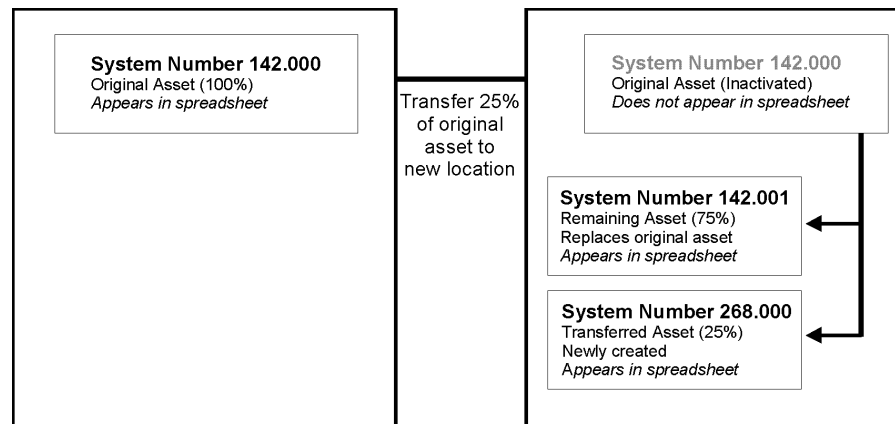 System Number 142.000
Original Asset (100%)
Appears in spreadsheet
Transfer 25%
of original
asset to
new location
System Number 142.000
Original Asset (Inactivated)
Does not appear in spreadsheet
System Number 142.001
Remaining Asset (75%)
Replaces original asset
Appears in spreadsheet
System Number 268.000
Transferred Asset (25%)
Newly created
Appears in spreadsheet